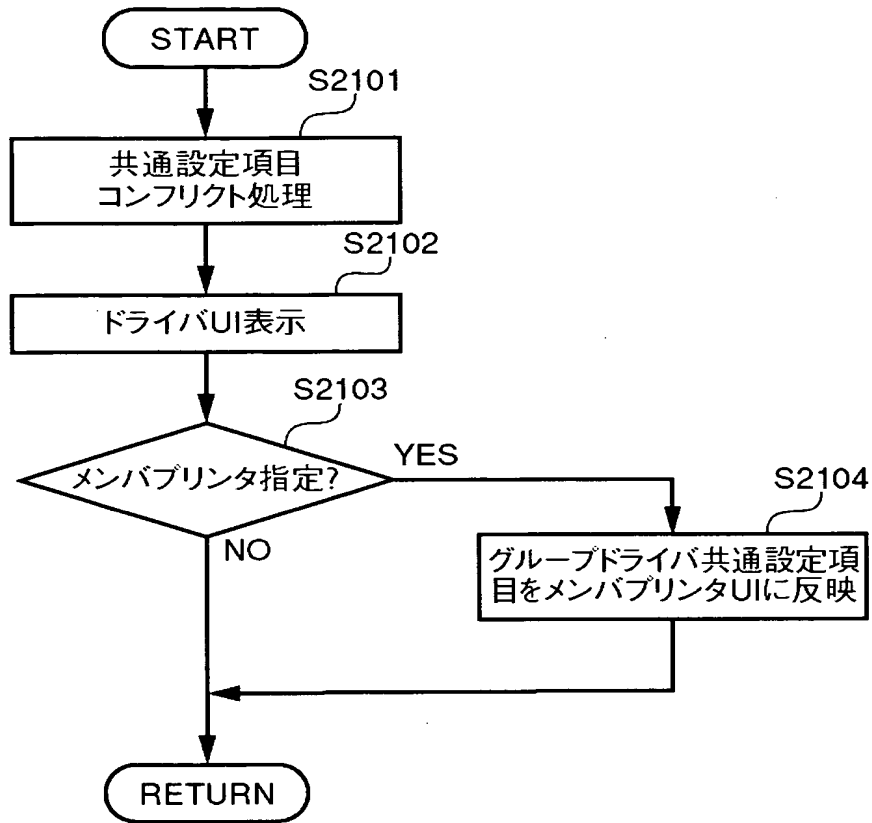 START
S2101
共通設定項目
コンフリクト処理
S2102
ドライバUI表示
S2103
メンバプリンタ指定?
YES
S2104
NO
グループドライバ共通設定項
目をメンバプリンタUIに反映
RETURN